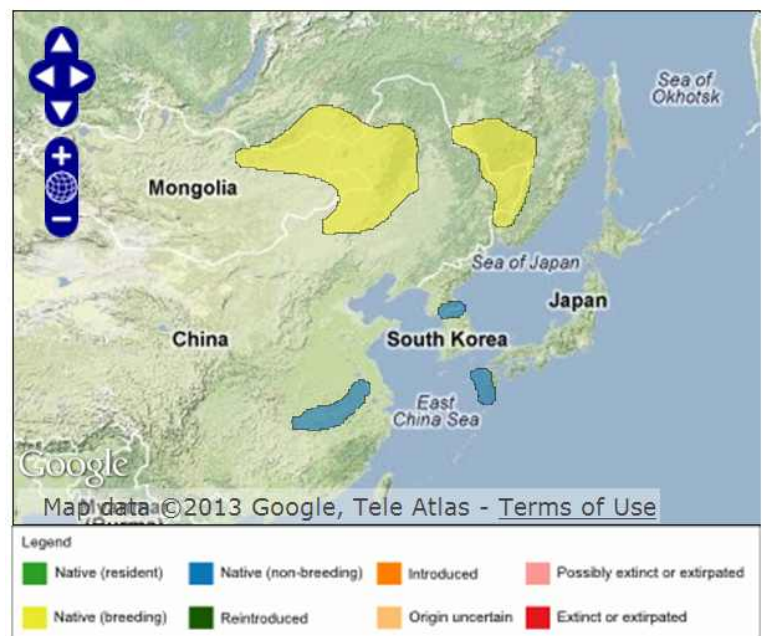 Sea of
Okhotsk
Mongolia
Sea of Japan
Japan
China
South Korea
East
China Sea
Google
Map data ©2013 Google, Tele Atlas - Terms of Use
Legend
Native (resident)
Native (non-breeding)
Introduced
Possibly extinct or extirpated
Native (breeding)
Reintroduced
Origin uncertain
Extinct or extirpated